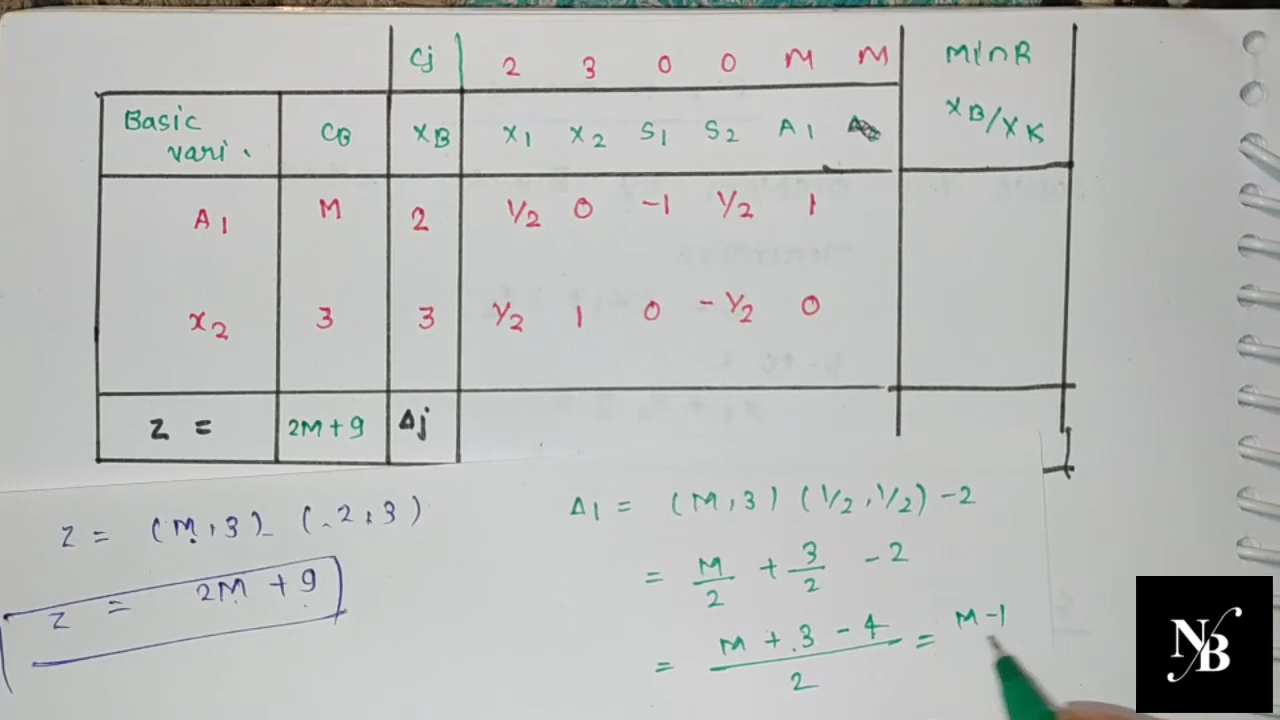 Cj 2 3 0 0 M M MinR
Basic vari. CB XB X1 X2 S1 S2 A1 XB/XK
A1 M 2 1/2 0 -1 1/2 1
X2 3 3 1/2 1 0 -1/2 0
Z = 2M+9 Δj
Z = (M,3) (2,3)
Z = 2M + 9
Δ1 = (M,3) (1/2,1/2) -2
= M/2 + 3/2 - 2
= M + 3 - 4 / 2 = M-1
NB